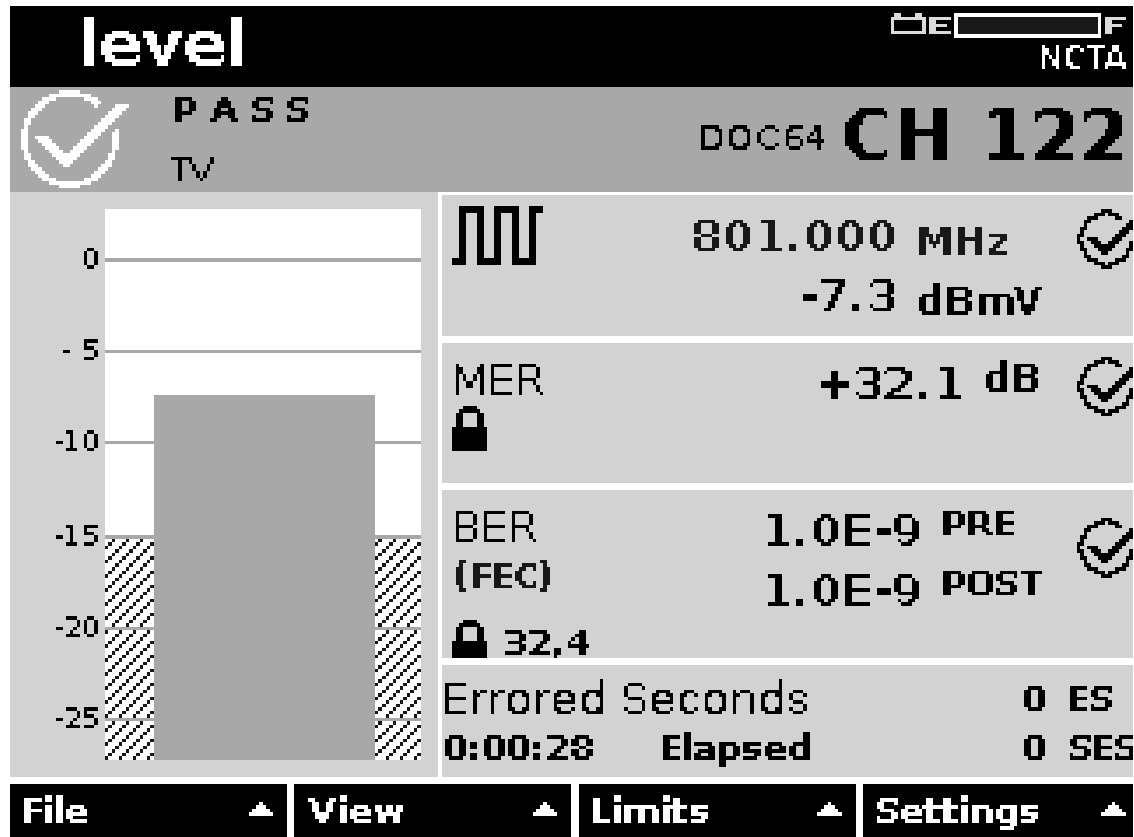 level
E F
NCTA
PASS
TV
DOC64 CH 122
0
-5
-10
-15
-20
-25
801.000 MHz
-7.3 dBmV
MER
+32.1 dB
BER
(FEC)
1.0E-9 PRE
1.0E-9 POST
32,4
Errored Seconds
0 ES
0:00:28 Elapsed
0 SES
File
View
Limits
Settings